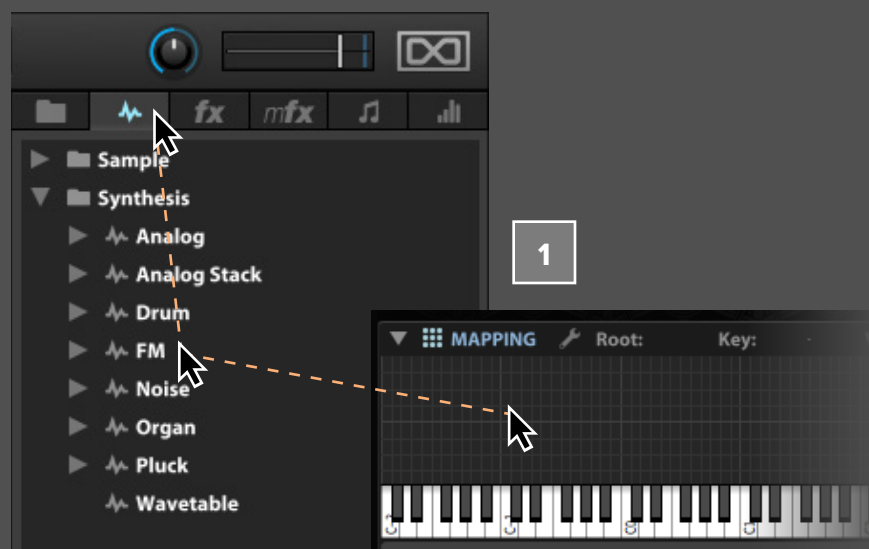 fx
mfx
Sample
Synthesis
Analog
1
Analog Stack
Drum
MAPPING Root: Key: -
FM
Noise
Organ
Pluck
Wavetable